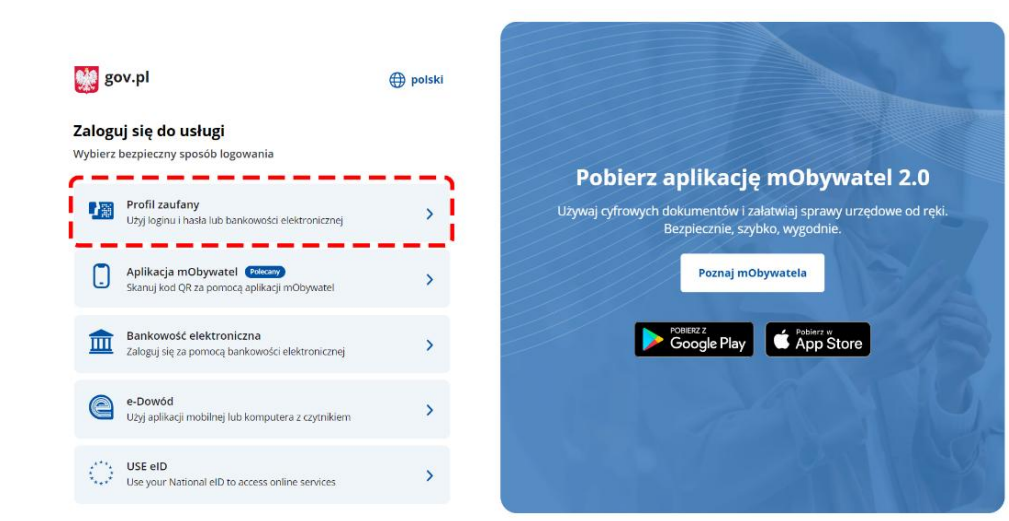 gov.pl
polski
Zaloguj się do usługi
Wybierz bezpieczny sposób logowania
Profil zaufany
Użyj loginu i hasła lub bankowości elektronicznej
Aplikacja mObywatel Polecany
Skanuj kod QR za pomocą aplikacji mObywatel
Bankowość elektroniczna
Zaloguj się za pomocą bankowości elektronicznej
e-Dowód
Użyj aplikacji mobilnej lub komputera z czytnikiem
USE eID
Use your National eID to access online services
Pobierz aplikację mObywatel 2.0
Używaj cyfrowych dokumentów i załatwiaj sprawy urzędowe od ręki.
Bezpiecznie, szybko, wygodnie.
Poznaj mObywatela
POBIERZ Z
Google Play
Pobierz w
App Store